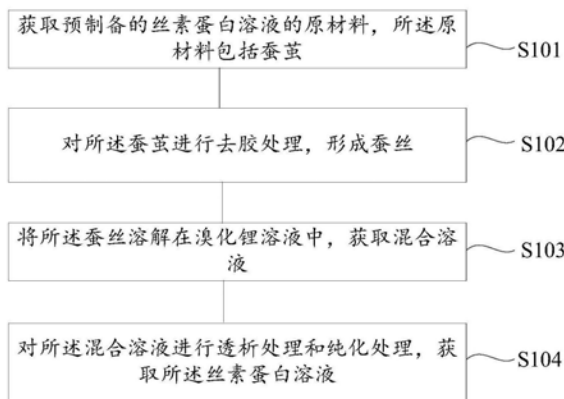 获取预制备的丝素蛋白溶液的原材料，所述原
材料包括蚕茧
S101
对所述蚕茧进行去胶处理，形成蚕丝
S102
将所述蚕丝溶解在溴化锂溶液中，获取混合溶
液
S103
对所述混合溶液进行透析处理和纯化处理，获
取所述丝素蛋白溶液
S104